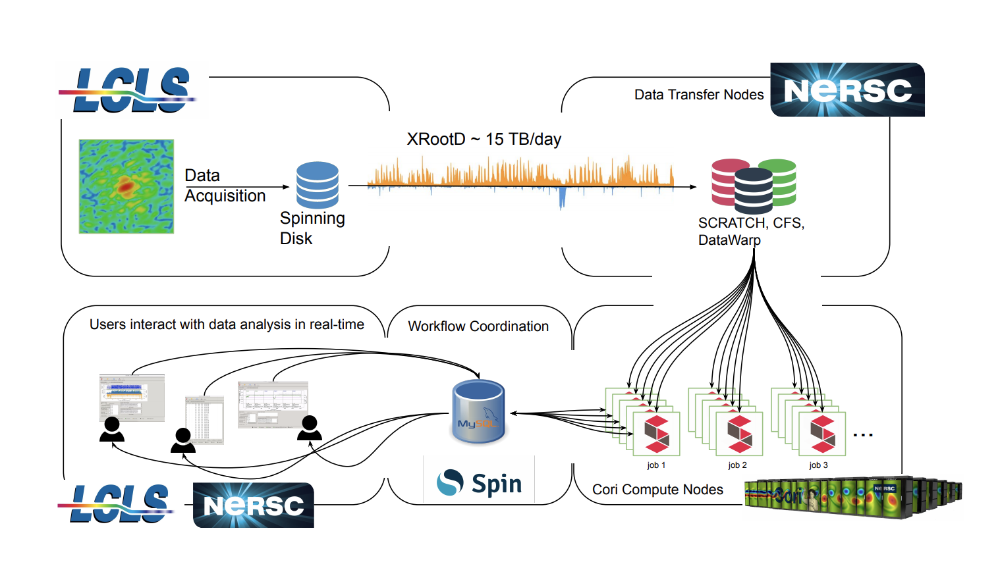 LCLS
NERSC
Data Transfer Nodes
XRootD ~ 15 TB/day
Data
Acquisition
Spinning
Disk
SCRATCH, CFS,
DataWarp
Users interact with data analysis in real-time
Workflow Coordination
MySQL
Spin
job 1
job 2
job 3
...
Cori Compute Nodes
Cori
NERSC
LCLS
NERSC